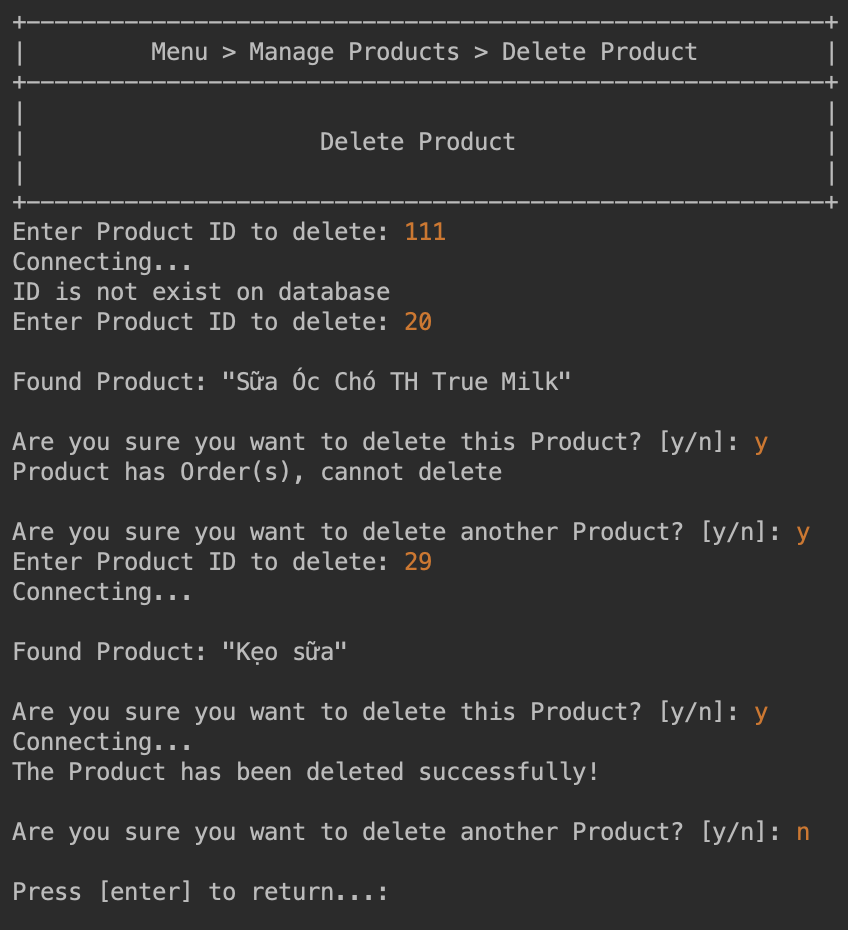 +----------------------------------------------------------+
|         Menu > Manage Products > Delete Product          |
+----------------------------------------------------------+
|                                                          |
|                     Delete Product                       |
|                                                          |
+----------------------------------------------------------+
Enter Product ID to delete: 111
Connecting...
ID is not exist on database
Enter Product ID to delete: 20
Found Product: "Sữa Óc Chó TH True Milk"
Are you sure you want to delete this Product? [y/n]: y
Product has Order(s), cannot delete
Are you sure you want to delete another Product? [y/n]: y
Enter Product ID to delete: 29
Connecting...
Found Product: "Kẹo sữa"
Are you sure you want to delete this Product? [y/n]: y
Connecting...
The Product has been deleted successfully!
Are you sure you want to delete another Product? [y/n]: n
Press [enter] to return...: